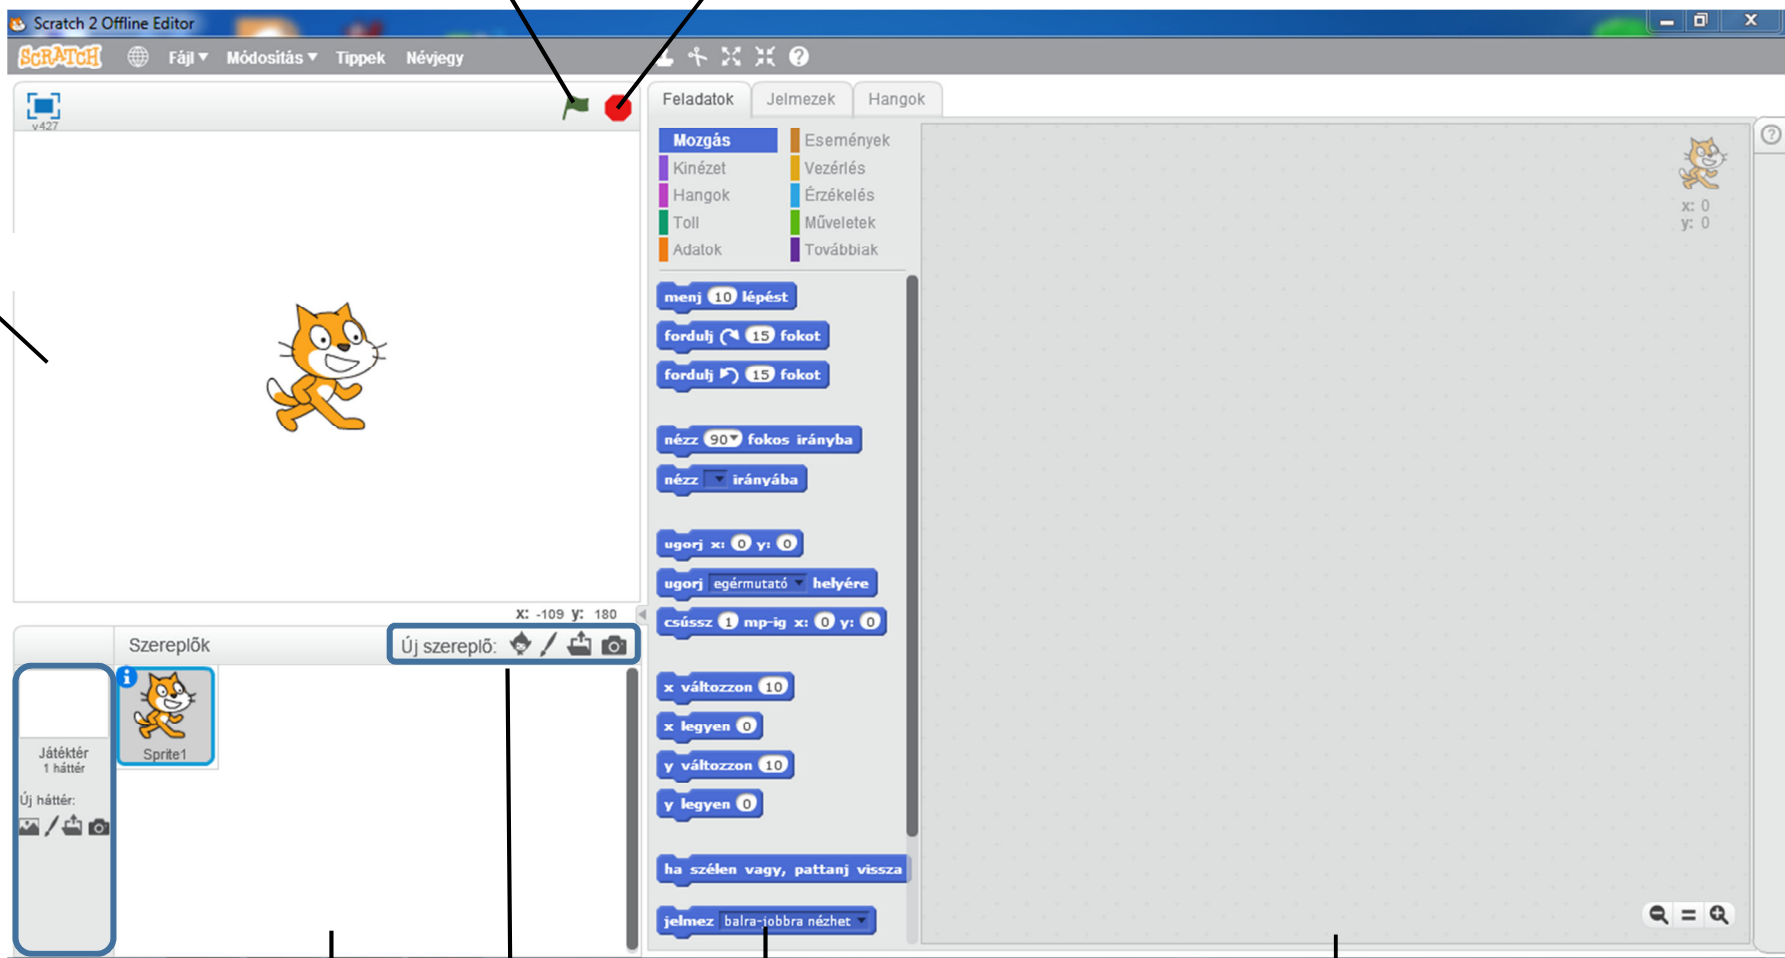 Scratch 2 Offline Editor
SCRATCH Fájl Módosítás Tippek Névjegy
v427
Feladatok Jelmezek Hangok
Mozgás Események
Kinézet Vezérlés
Hangok Érzékelés
Toll Műveletek
Adatok Továbbiak
x: 0
y: 0
menj 10 lépést
fordulj 15 fokot
fordulj 15 fokot
nézz 90 fokos irányba
nézz irányába
ugorj x: 0 y: 0
ugorj egérmutató helyére
csússz 1 mp-ig x: 0 y: 0
x változzon 10
x legyen 0
y változzon 10
y legyen 0
ha szélen vagy, pattanj vissza
jelmez balra-jobbra nézhet
X: -109 y: 180
Szereplők Új szereplő:
Sprite1
Játéktér
1 háttér
Új háttér: